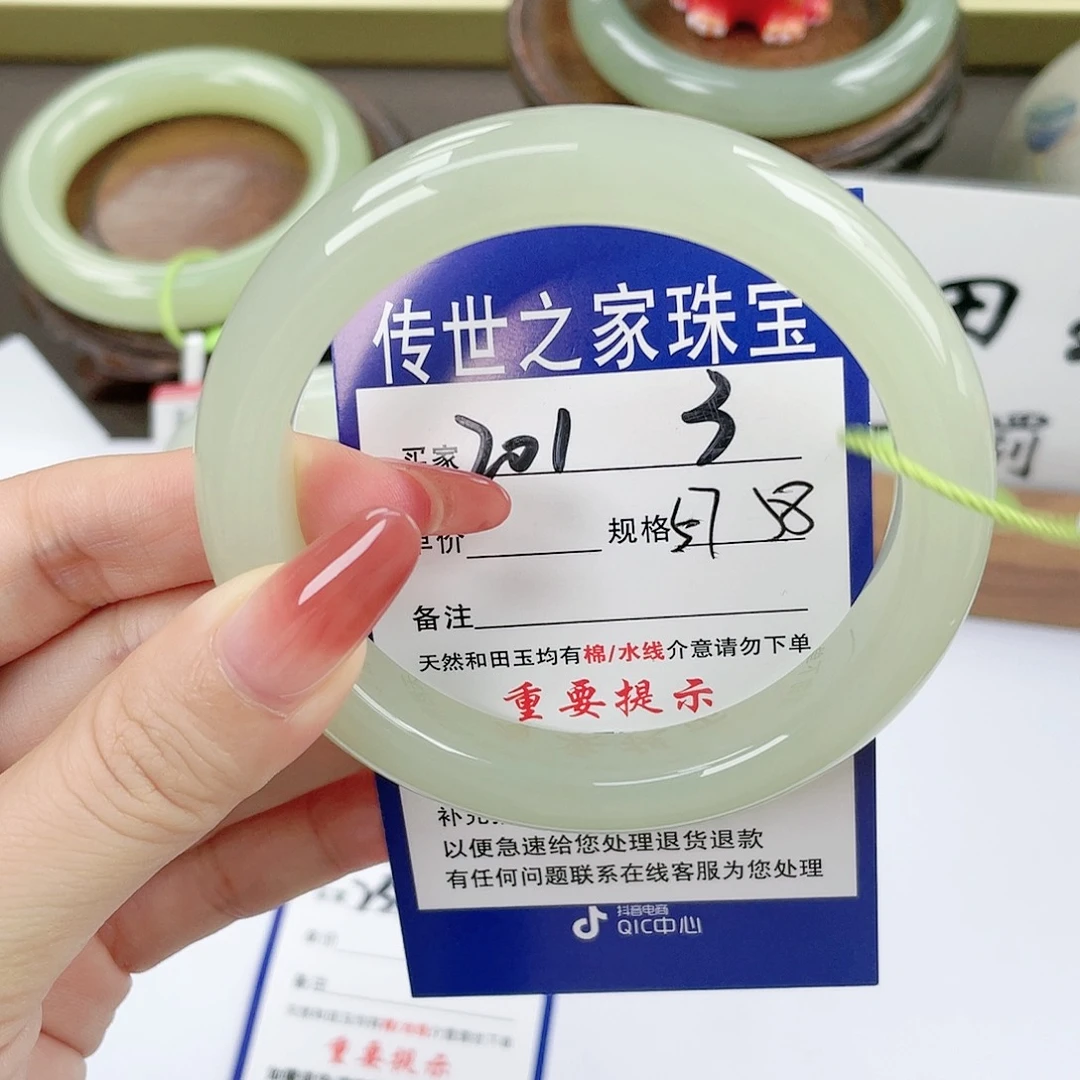 传世之家珠宝
买家 201 3
单价 规格 57 58
备注
天然和田玉均有棉/水线介意请勿下单
重要提示
以便急速给您处理退货退款
有任何问题联系在线客服为您处理
抖音电商
QIC中心
田
备注
重要提示